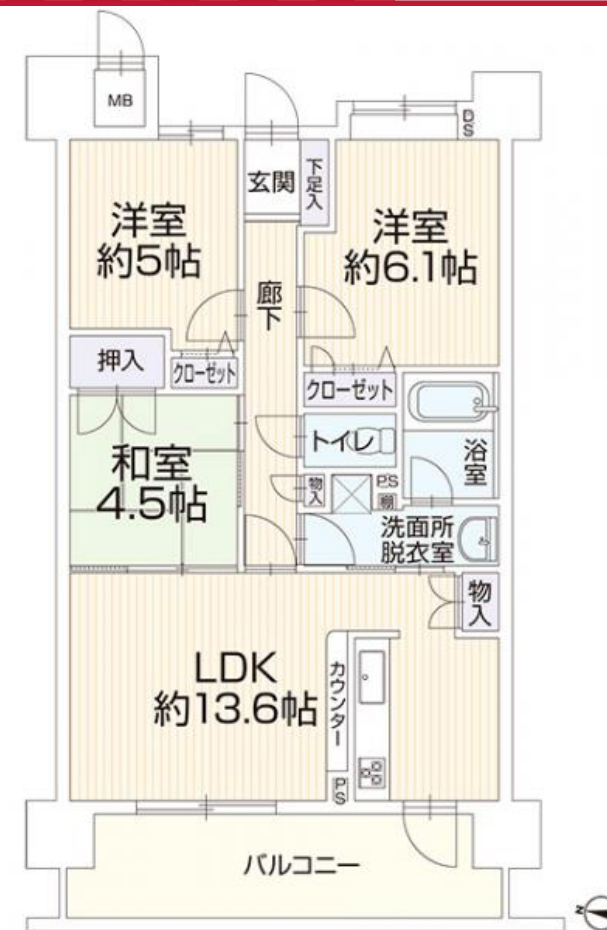 MB
DS
玄関
下足入
洋室
約5帖
洋室
約6.1帖
廊下
押入
クローゼット
クローゼット
トイレ
浴室
和室
4.5帖
物入
PS
棚
洗面所
脱衣室
物入
LDK
約13.6帖
カウンター
PS
バルコニー
N